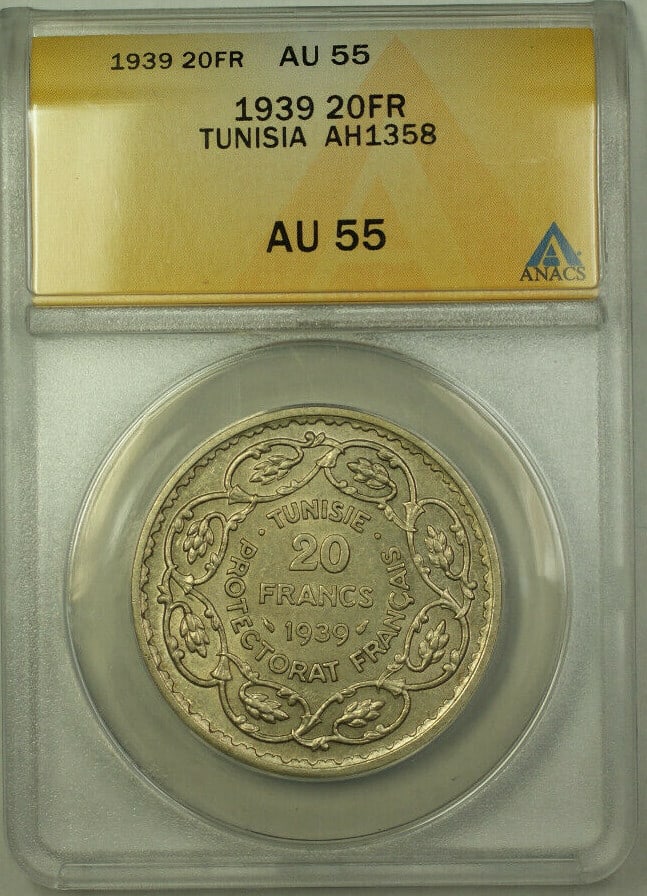 1939 20FR AU 55
1939 20FR
TUNISIA AH1358
AU 55
ANACS
· TUNISIE ·
20
FRANCS
1939
PROTECTORAT FRANÇAIS